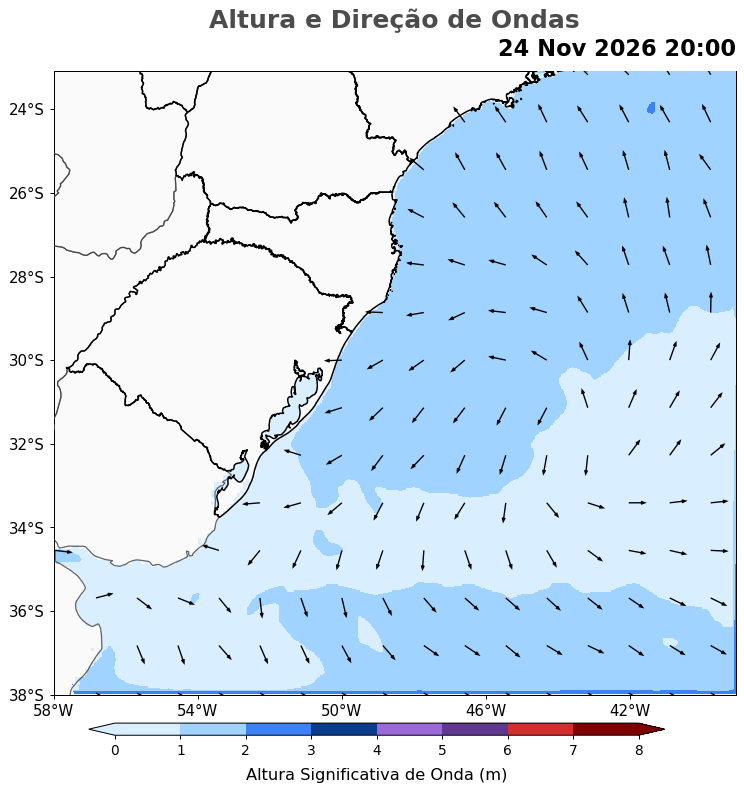 Altura e Direção de Ondas
24 Nov 2026 20:00
24°S
26°S
28°S
30°S
32°S
34°S
36°S
38°S
58°W 54°W 50°W 46°W 42°W
0 1 2 3 4 5 6 7 8
Altura Significativa de Onda (m)